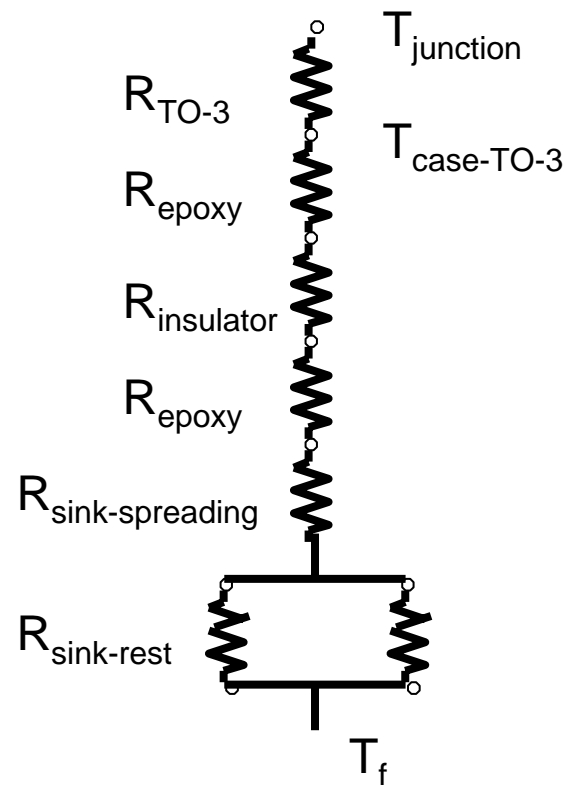 T_junction
R_TO-3
T_case-TO-3
R_epoxy
R_insulator
R_epoxy
R_sink-spreading
R_sink-rest
T_f